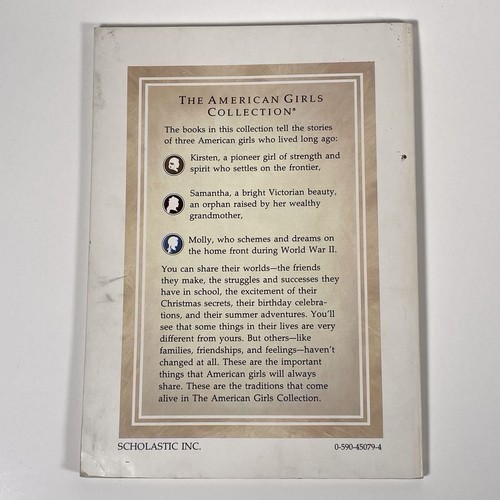 THE AMERICAN GIRLS
COLLECTION®
The books in this collection tell the stories
of three American girls who lived long ago:
Kirsten, a pioneer girl of strength and
spirit who settles on the frontier,
Samantha, a bright Victorian beauty,
an orphan raised by her wealthy
grandmother,
Molly, who schemes and dreams on
the home front during World War II.
You can share their worlds—the friends
they make, the struggles and successes they
have in school, the excitement of their
Christmas secrets, their birthday celebra-
tions, and their summer adventures. You'll
see that some things in their lives are very
different from yours. But others—like
families, friendships, and feelings—haven't
changed at all. These are the important
things that American girls will always
share. These are the traditions that come
alive in The American Girls Collection.
SCHOLASTIC INC.
0-590-45079-4